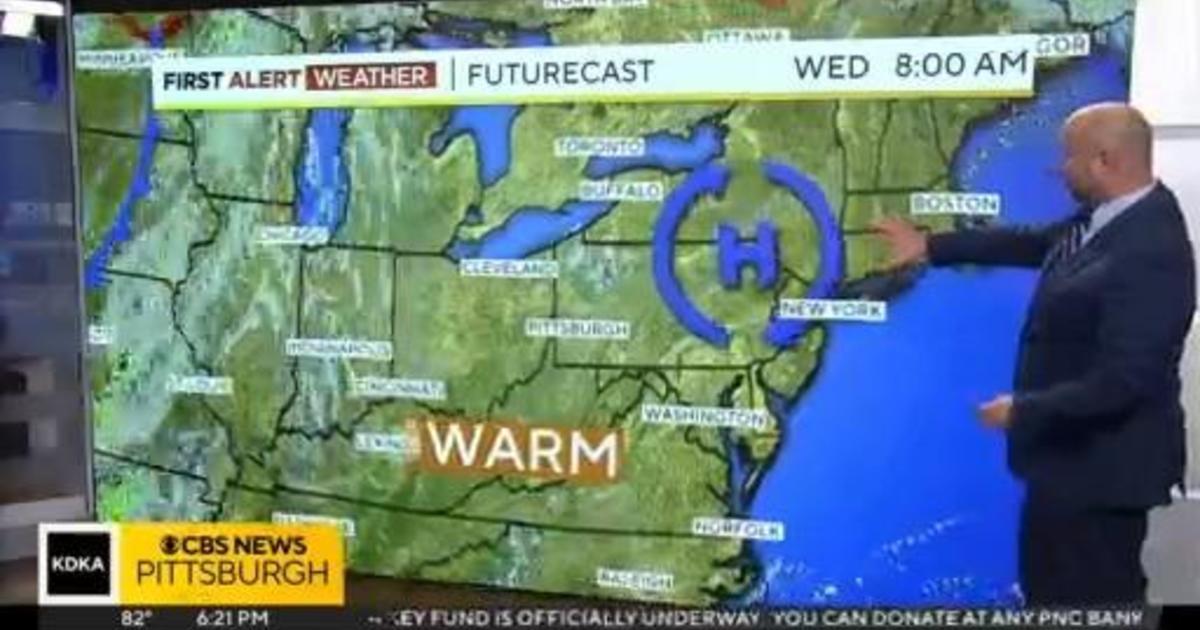 OTTAWA
MINNEAPOLIS
FIRST ALERT WEATHER | FUTURECAST WED 8:00 AM
GOR
TORONTO
BUFFALO
BOSTON
CHICAGO
H
CLEVELAND
NEW YORK
PITTSBURGH
INDIANAPOLIS
CINCINNATI
WASHINGTON
WARM
NORFOLK
RALEIGH
KDKA
CBS NEWS
PITTSBURGH
82° 6:21 PM KEY FUND IS OFFICIALLY UNDERWAY YOU CAN DONATE AT ANY PNC BANK